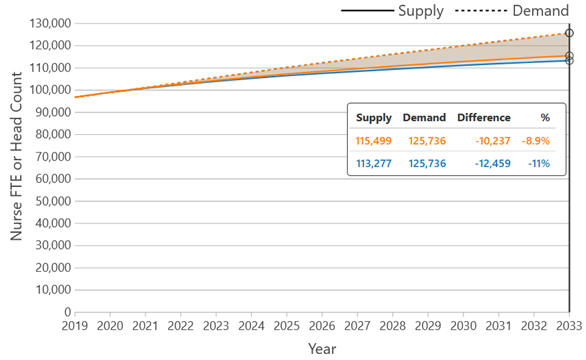 Supply Demand
130,000
120,000
110,000
100,000
90,000
80,000
70,000
60,000
50,000
40,000
30,000
20,000
10,000
0
Nurse FTE or Head Count
Supply Demand Difference %
115,499 125,736 -10,237 -8.9%
113,277 125,736 -12,459 -11%
2019 2020 2021 2022 2023 2024 2025 2026 2027 2028 2029 2030 2031 2032 2033
Year